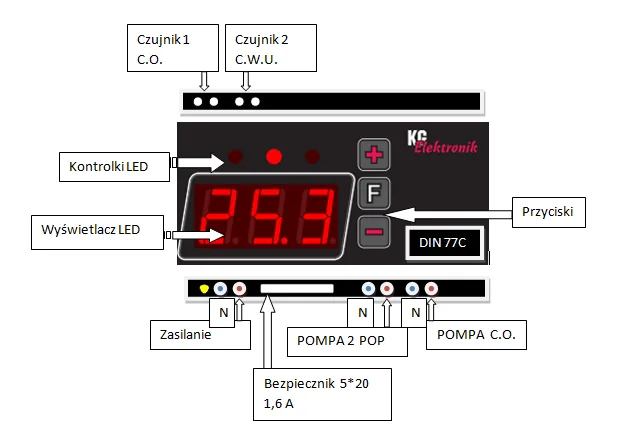 Czujnik 1
C.O.
Czujnik 2
C.W.U.
KG
Elektronik
Kontrolki LED
+
F
Przyciski
Wyświetlacz LED
25.3
-
DIN 77C
N
N
N
Zasilanie
POMPA 2 POP
POMPA C.O.
Bezpiecznik 5*20
1,6 A